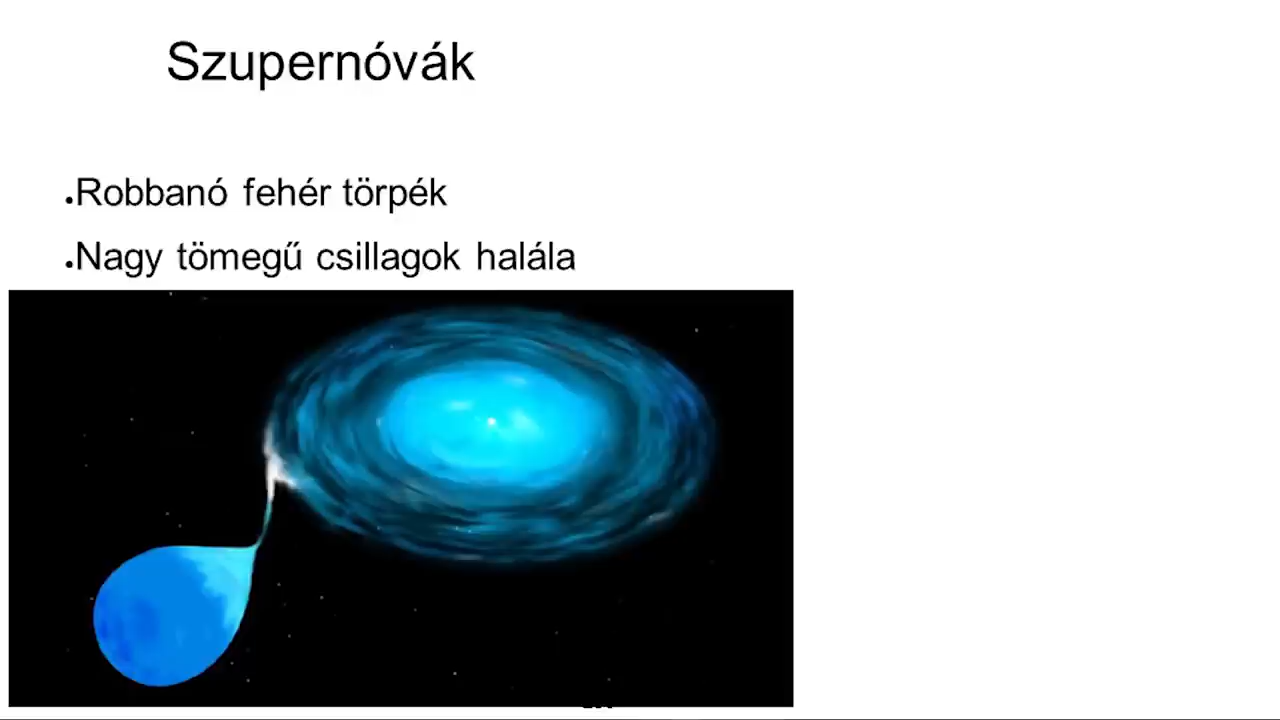 Szupernóvák
●Robbanó fehér törpék
●Nagy tömegű csillagok halála